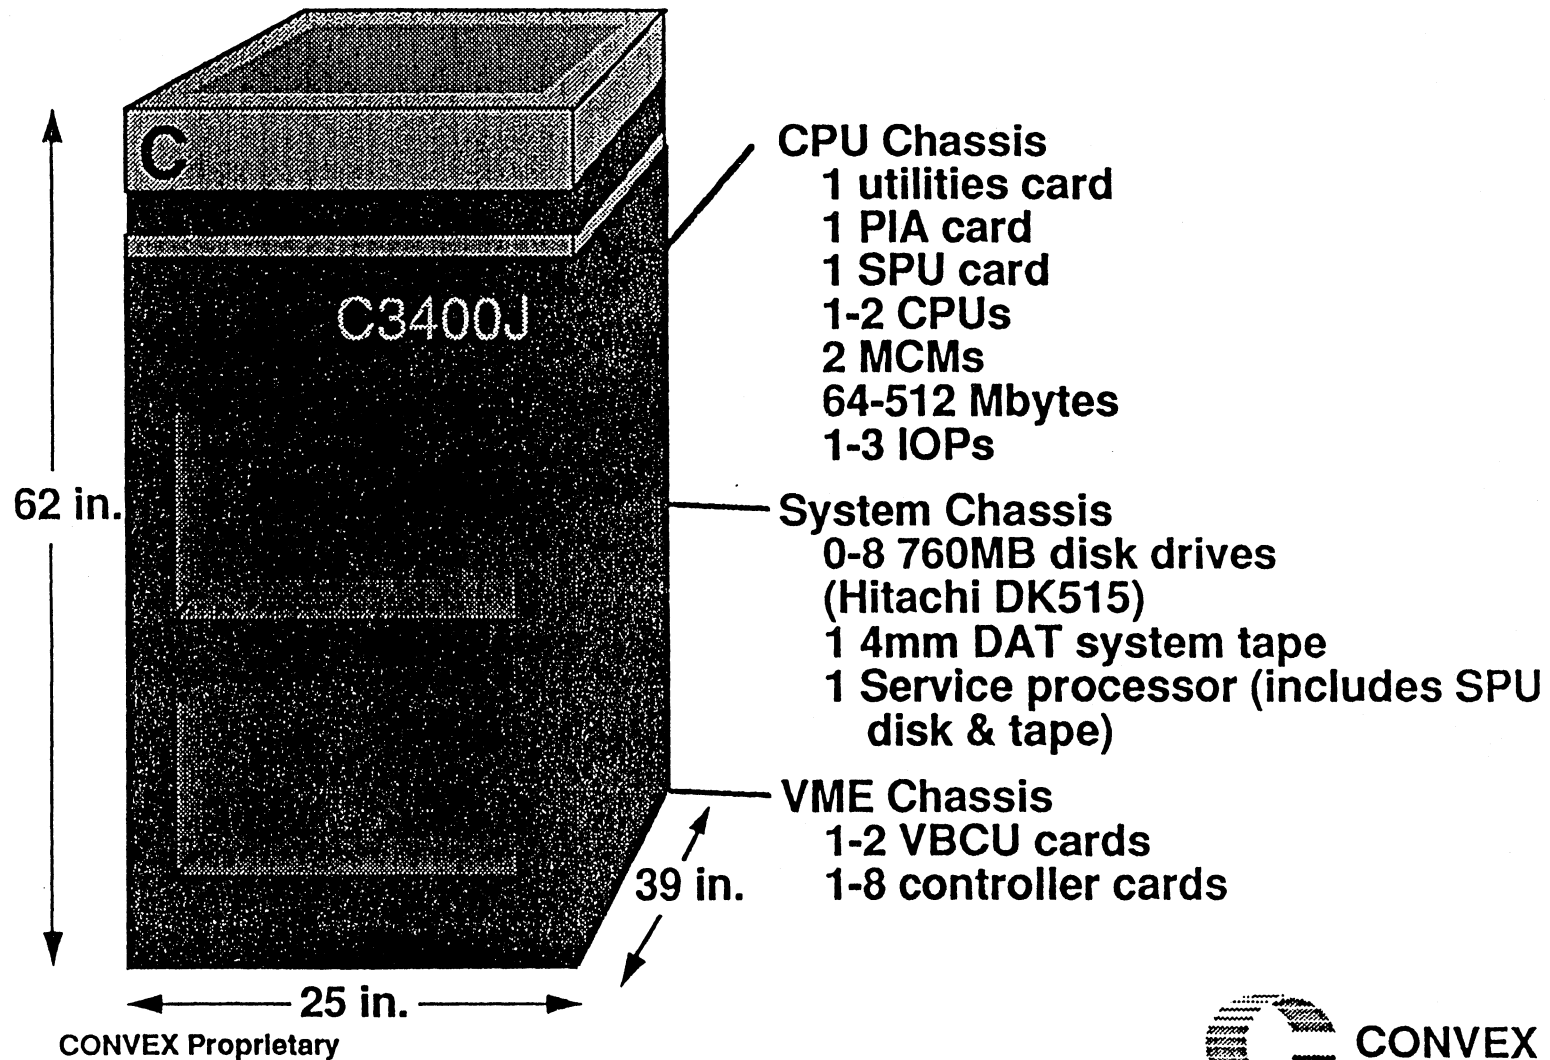 C
C3400J
CPU Chassis
1 utilities card
1 PIA card
1 SPU card
1-2 CPUs
2 MCMs
64-512 Mbytes
1-3 IOPs
62 in.
System Chassis
0-8 760MB disk drives
(Hitachi DK515)
1 4mm DAT system tape
1 Service processor (includes SPU
disk & tape)
VME Chassis
1-2 VBCU cards
1-8 controller cards
39 in.
25 in.
CONVEX Proprietary
CONVEX